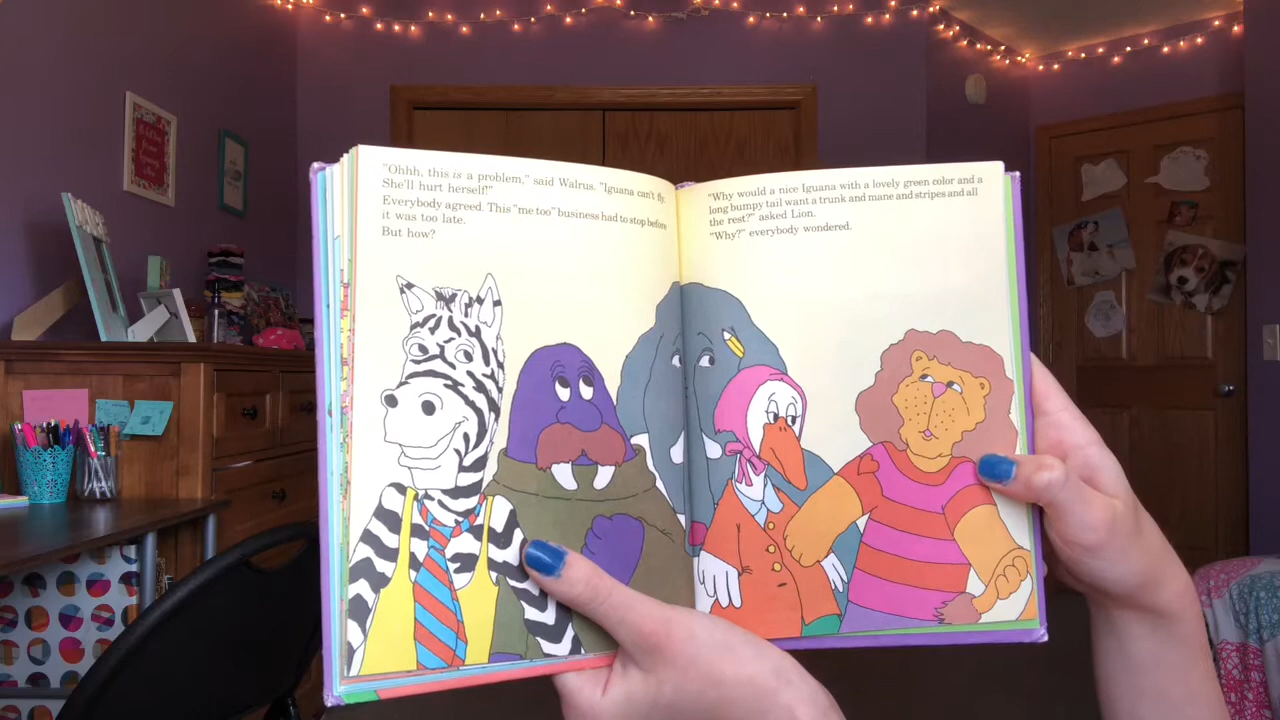 "Ohhh, this is a problem," said Walrus. "Iguana can't fly.
She'll hurt herself!"
Everybody agreed. This "me too" business had to stop before
it was too late.
But how?
"Why would a nice Iguana with a lovely green color and a
long bumpy tail want a trunk and mane and stripes and all
the rest?" asked Lion.
"Why?" everybody wondered.